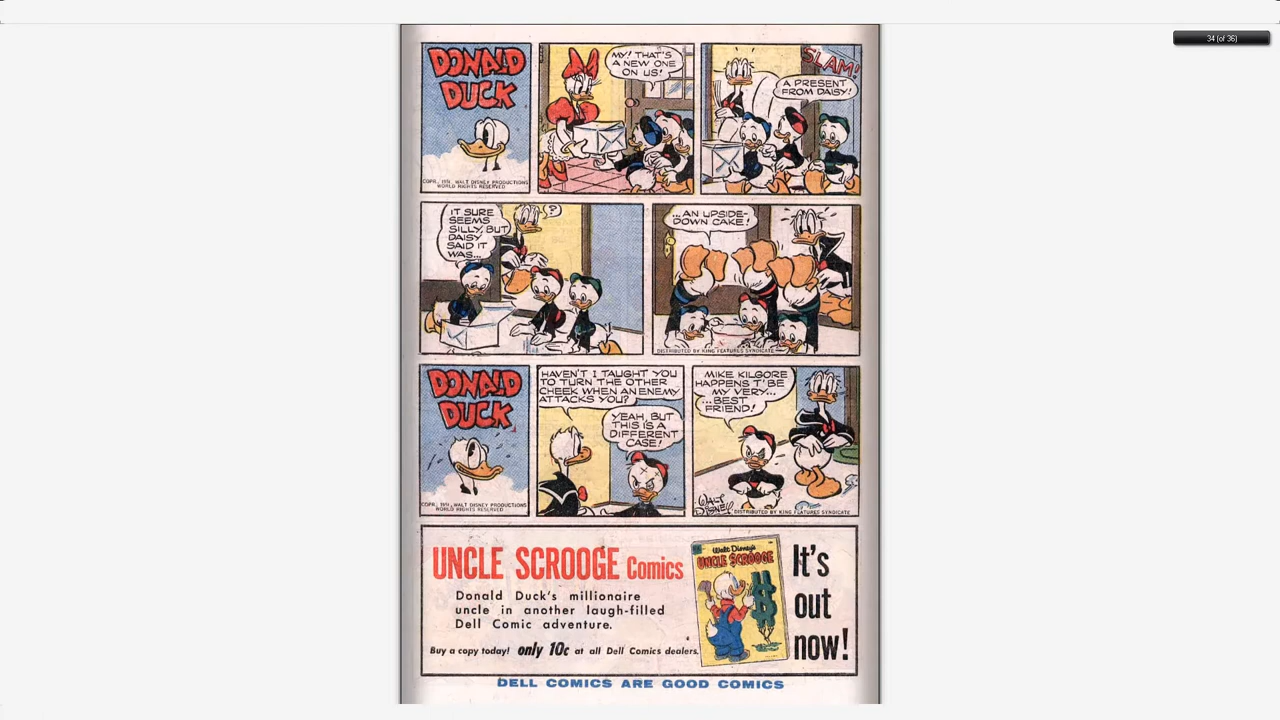 34 (of 36)
DONALD
DUCK
COPR. 1951, WALT DISNEY PRODUCTIONS
WORLD RIGHTS RESERVED
MY! THAT'S
A NEW ONE
ON US!
SLAM!
A PRESENT
FROM DAISY!
IT SURE
SEEMS
SILLY, BUT
DAISY
SAID IT
WAS...
?
...AN UPSIDE-
DOWN CAKE!
DISTRIBUTED BY KING FEATURES SYNDICATE
DONALD
DUCK
COPR. 1951, WALT DISNEY PRODUCTIONS
WORLD RIGHTS RESERVED
HAVEN'T I TAUGHT YOU
TO TURN THE OTHER
CHEEK WHEN AN ENEMY
ATTACKS YOU?
YEAH, BUT
THIS IS A
DIFFERENT
CASE!
MIKE KILGORE
HAPPENS T' BE
MY VERY...
...BEST
FRIEND!
WALT
DISNEY
DISTRIBUTED BY KING FEATURES SYNDICATE
UNCLE SCROOGE Comics
Donald Duck's millionaire
uncle in another laugh-filled
Dell Comic adventure.
Buy a copy today! only 10c at all Dell Comics dealers.
Walt Disney's
UNCLE SCROOGE
$
It's
out
now!
DELL COMICS ARE GOOD COMICS